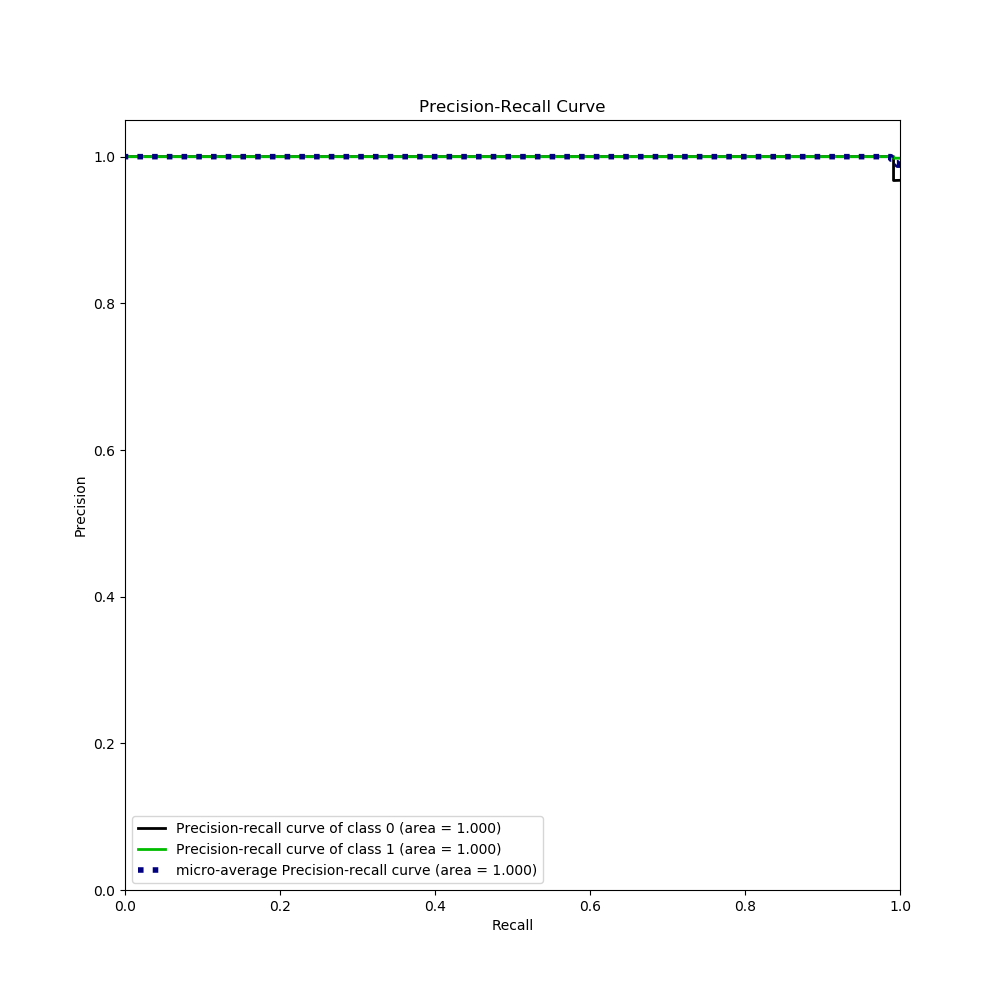 Precision-Recall Curve
1.0
0.8
0.6
0.4
0.2
0.0
Precision
Precision-recall curve of class 0 (area = 1.000)
Precision-recall curve of class 1 (area = 1.000)
micro-average Precision-recall curve (area = 1.000)
0.0 0.2 0.4 0.6 0.8 1.0
Recall